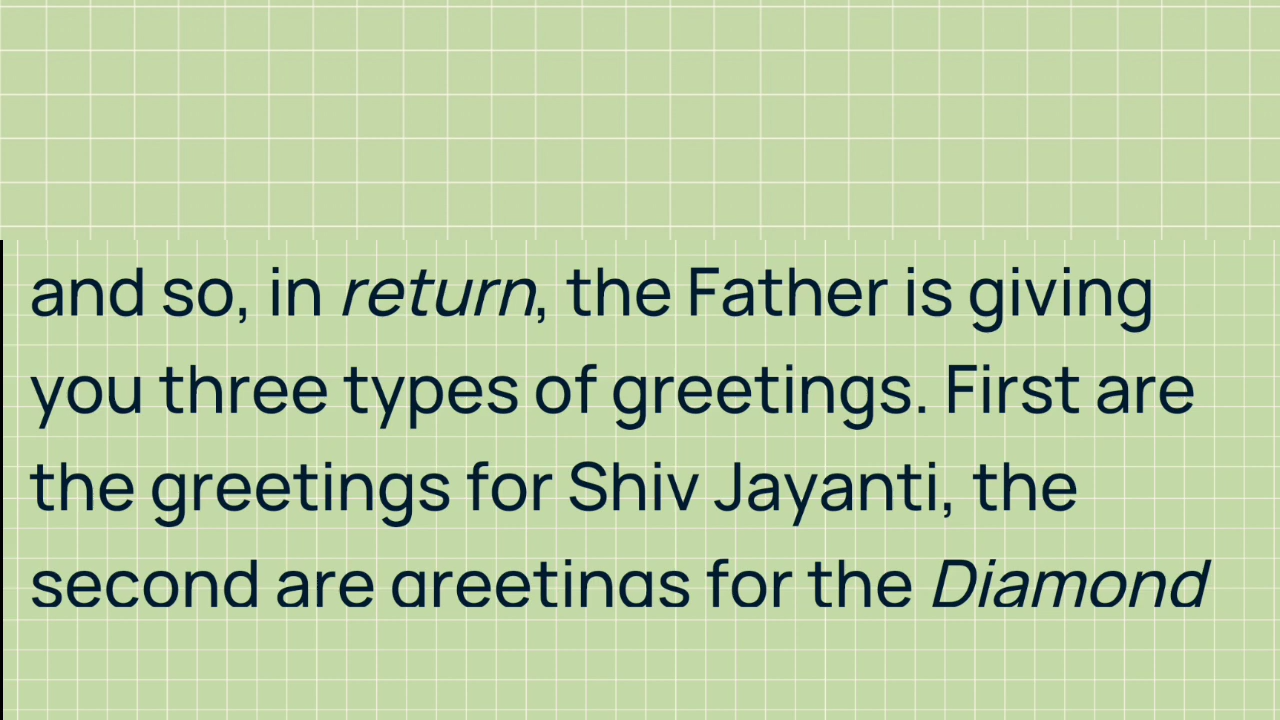 and so, in return, the Father is giving
you three types of greetings. First are
the greetings for Shiv Jayanti, the
second are greetings for the Diamond